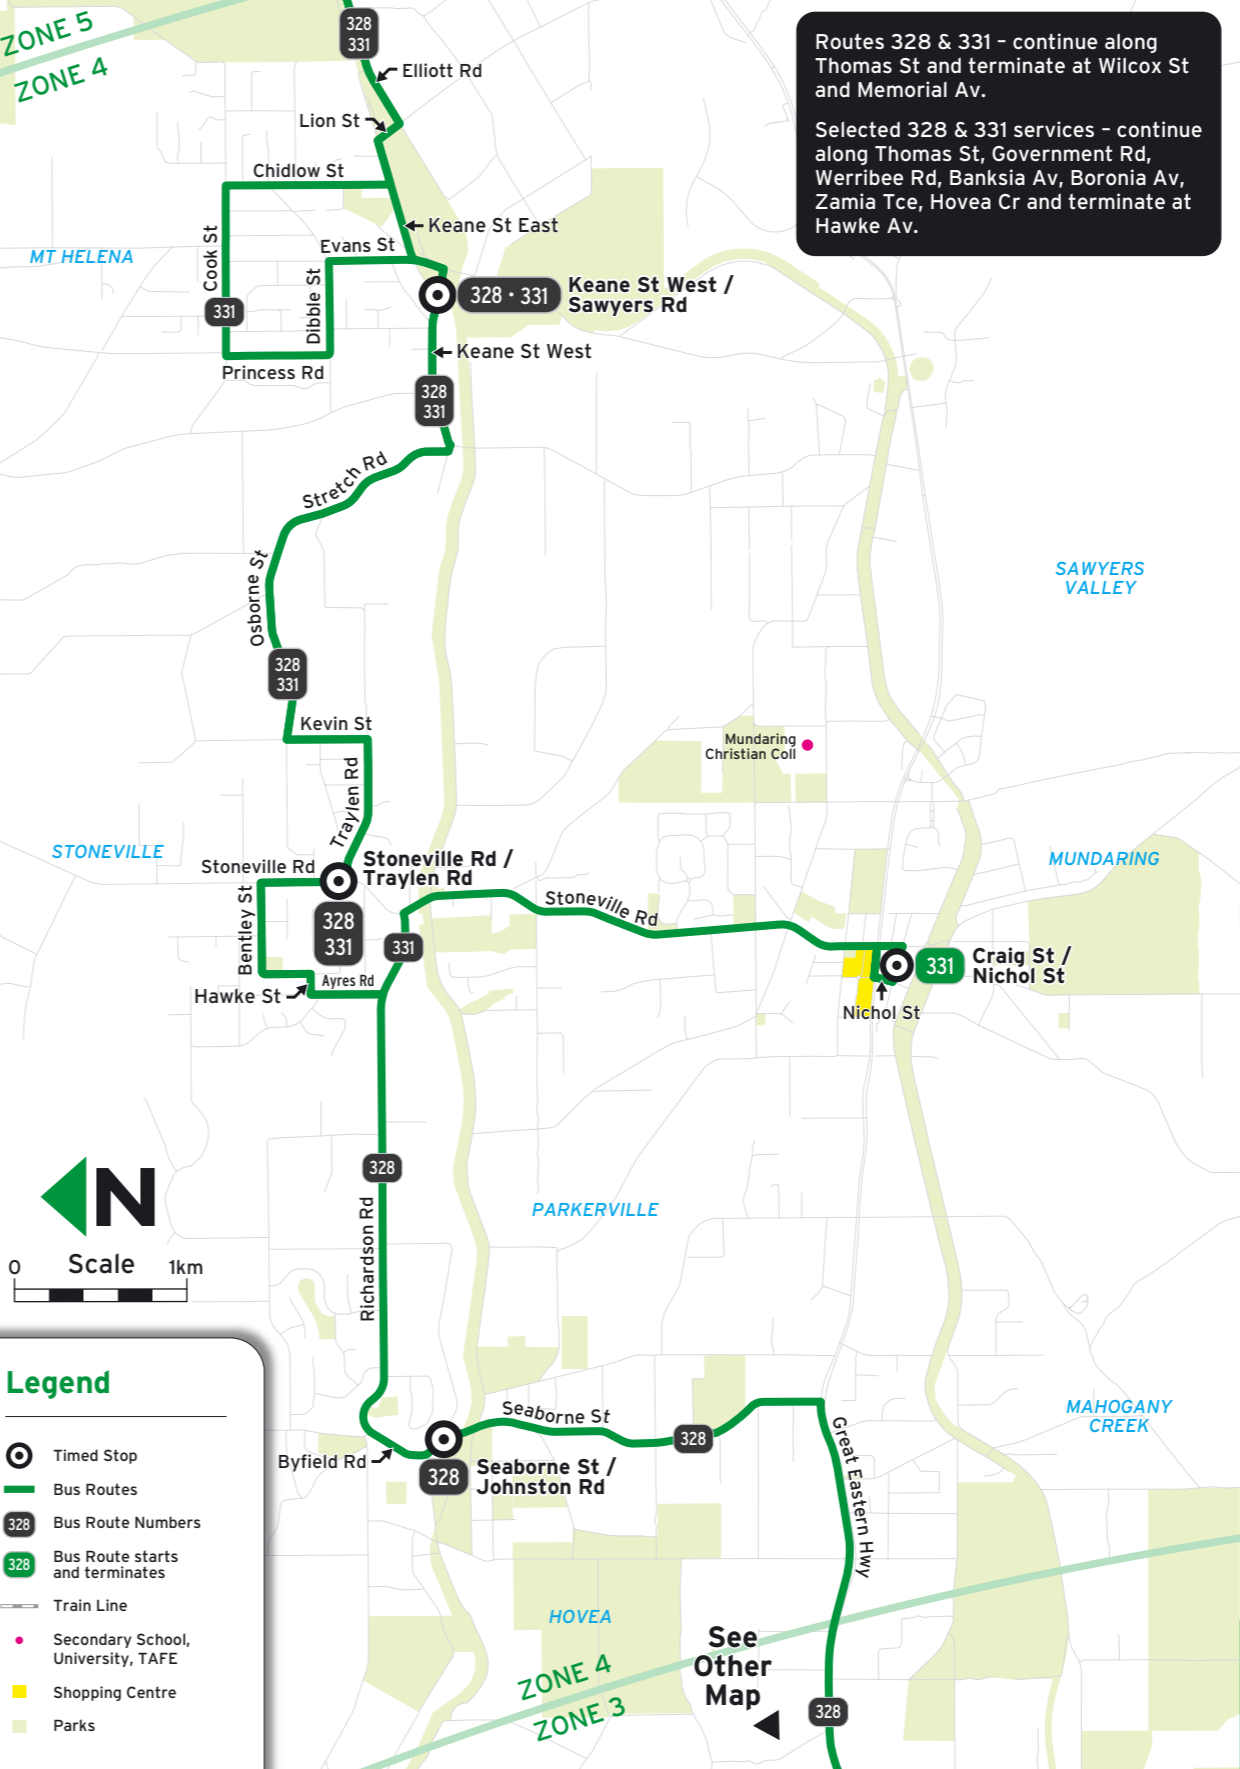 ZONE 5
ZONE 4
328
331
Elliott Rd
Lion St
Chidlow St
Keane St East
Cook St
Evans St
Dibble St
MT HELENA
331
328 · 331
Keane St West /
Sawyers Rd
Keane St West
Princess Rd
328
331
Stretch Rd
Osborne St
328
331
Kevin St
Traylen Rd
Routes 328 & 331 – continue along
Thomas St and terminate at Wilcox St
and Memorial Av.
Selected 328 & 331 services – continue
along Thomas St, Government Rd,
Werribee Rd, Banksia Av, Boronia Av,
Zamia Tce, Hovea Cr and terminate at
Hawke Av.
SAWYERS
VALLEY
Mundaring
Christian Coll
STONEVILLE
MUNDARING
Stoneville Rd
Stoneville Rd /
Traylen Rd
328
331
Bentley St
331
Stoneville Rd
Hawke St
Ayres Rd
331
Craig St /
Nichol St
Nichol St
328
Richardson Rd
PARKERVILLE
N
0
Scale
1km
Seaborne St
328
Byfield Rd
328
Seaborne St /
Johnston Rd
Great Eastern Hwy
MAHOGANY
CREEK
HOVEA
ZONE 4
ZONE 3
See
Other
Map
328
Legend
Timed Stop
Bus Routes
328
Bus Route Numbers
328
Bus Route starts
and terminates
Train Line
Secondary School,
University, TAFE
Shopping Centre
Parks